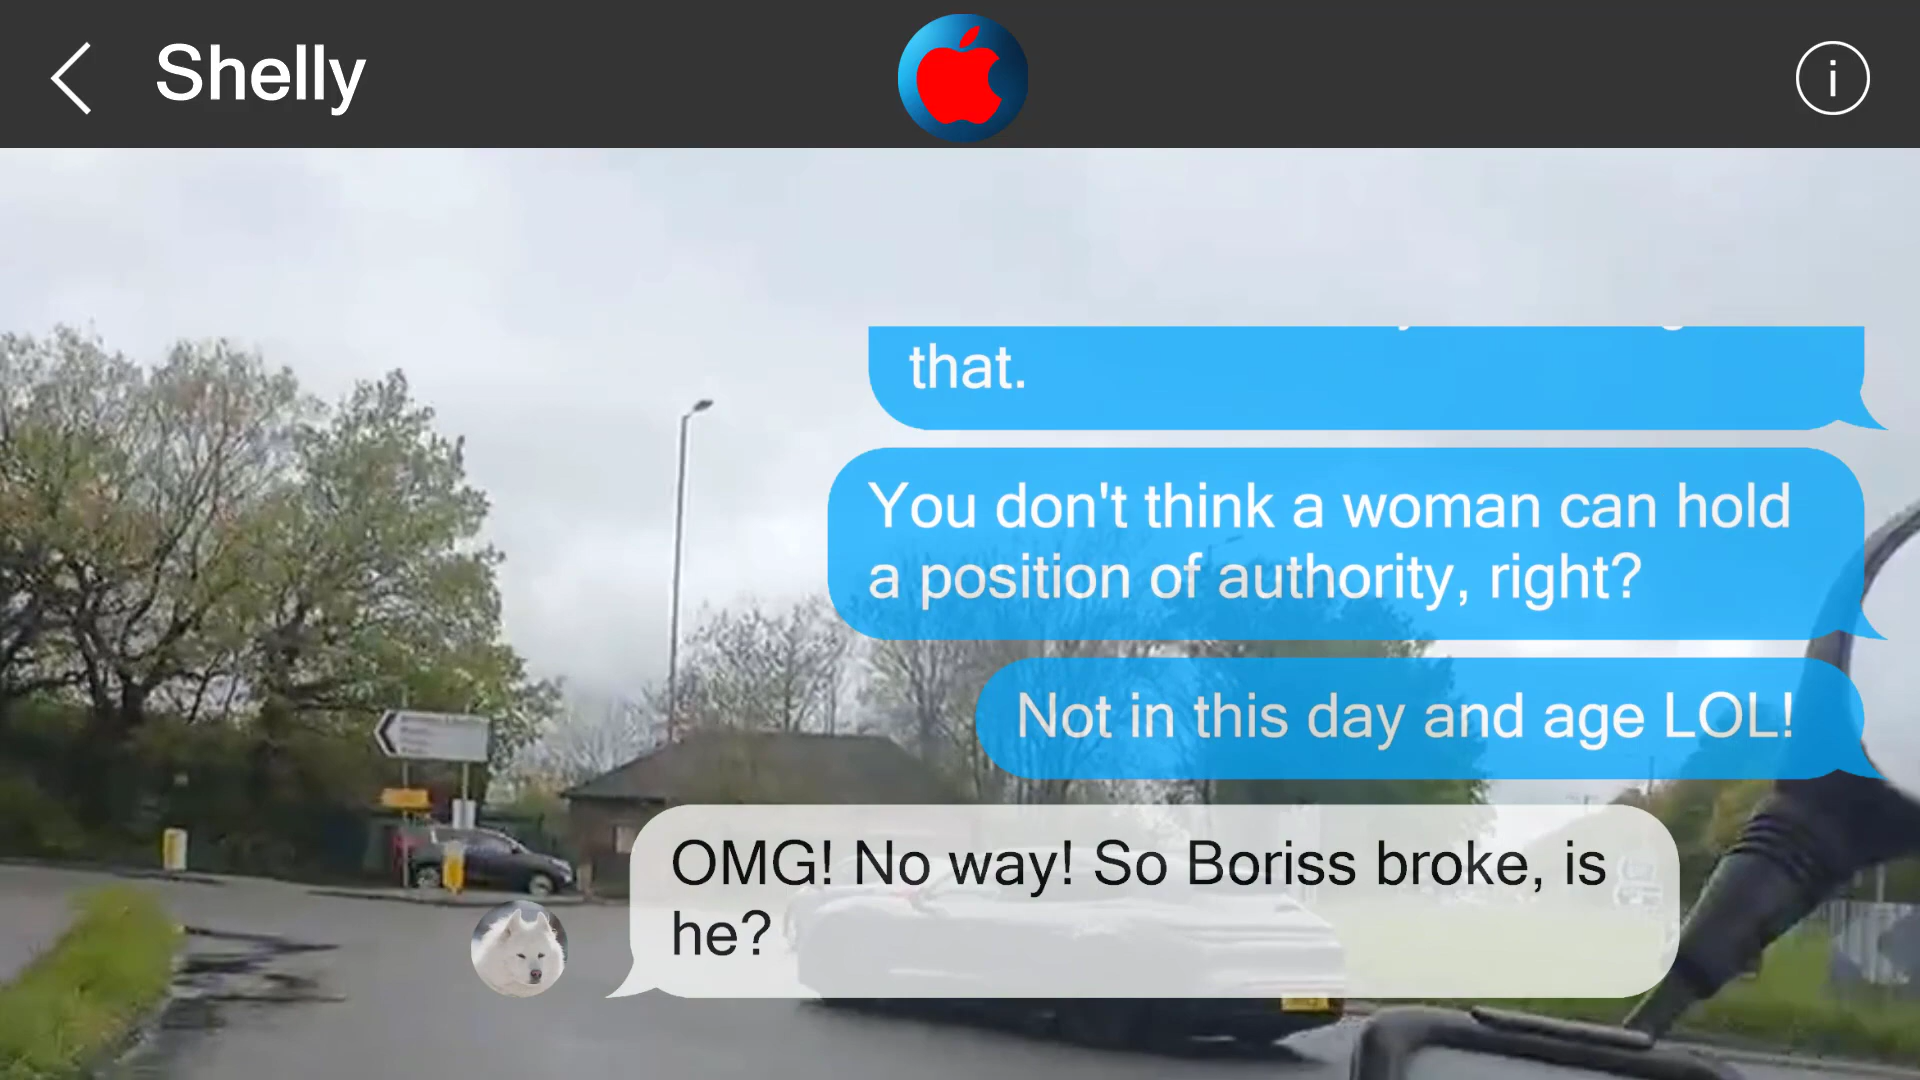 Shelly
i
that.
You don't think a woman can hold
a position of authority, right?
Not in this day and age LOL!
OMG! No way! So Boriss broke, is
he?